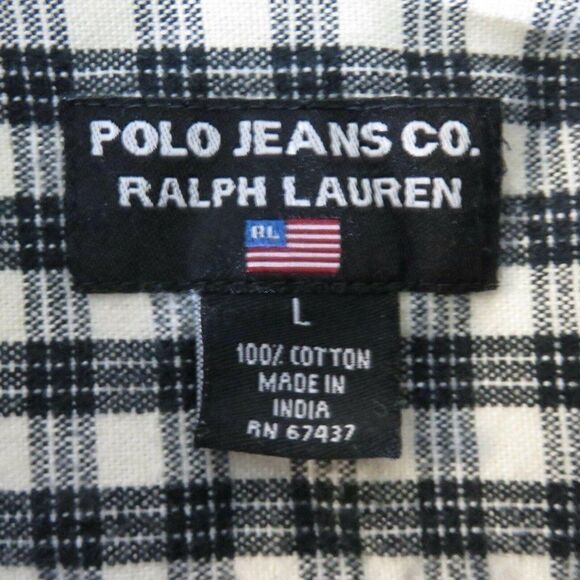 POLO JEANS CO.
RALPH LAUREN
RL
L
100% COTTON
MADE IN
INDIA
RN 67437